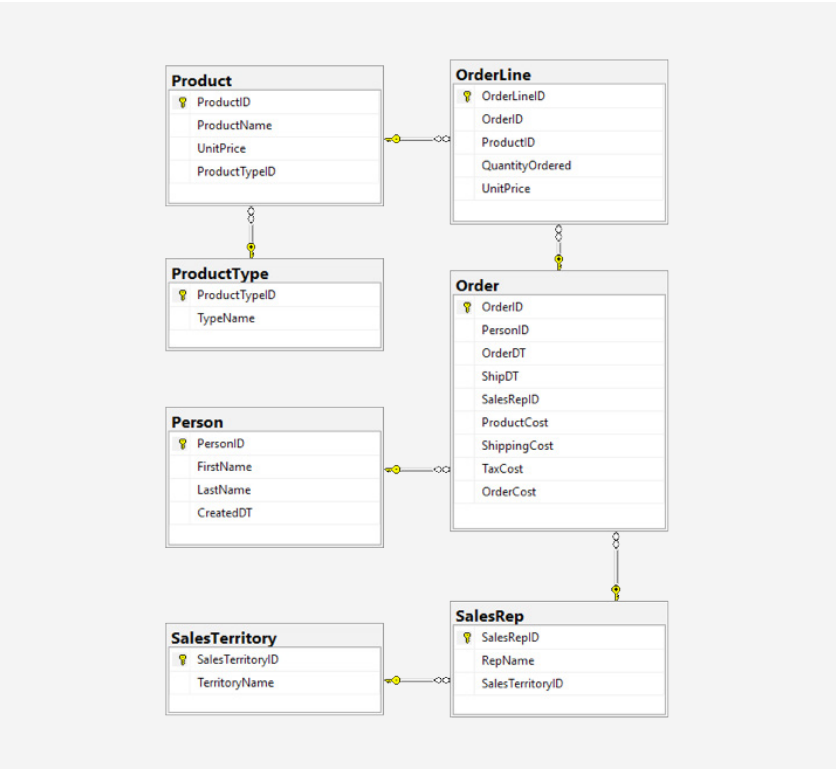 Product
ProductID
ProductName
UnitPrice
ProductTypeID
OrderLine
OrderLineID
OrderID
ProductID
QuantityOrdered
UnitPrice
ProductType
ProductTypeID
TypeName
Order
OrderID
PersonID
OrderDT
ShipDT
SalesRepID
ProductCost
ShippingCost
TaxCost
OrderCost
Person
PersonID
FirstName
LastName
CreatedDT
SalesTerritory
SalesTerritoryID
TerritoryName
SalesRep
SalesRepID
RepName
SalesTerritoryID